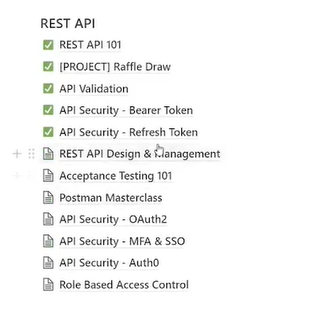 REST API
REST API 101
[PROJECT] Raffle Draw
API Validation
API Security - Bearer Token
API Security - Refresh Token
REST API Design & Management
Acceptance Testing 101
Postman Masterclass
API Security - OAuth2
API Security - MFA & SSO
API Security - Auth0
Role Based Access Control